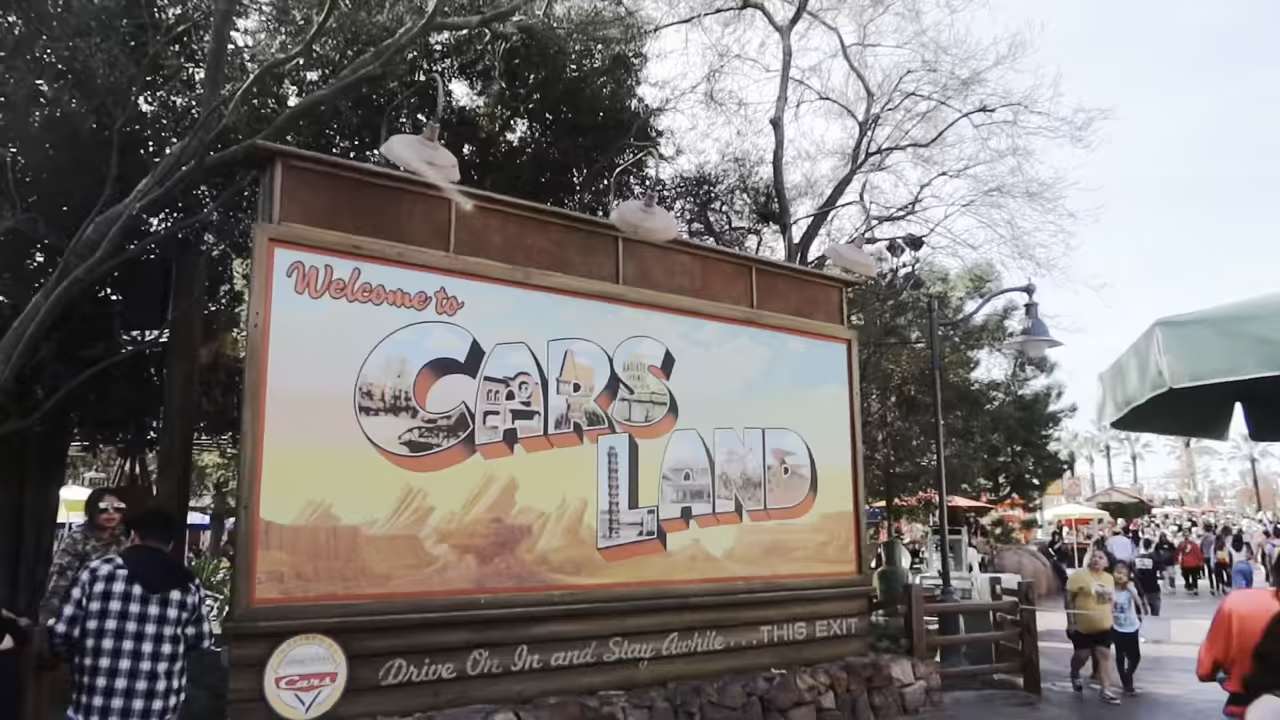 Welcome to
CARS
LAND
Drive On In and Stay Awhile...THIS EXIT
Cars